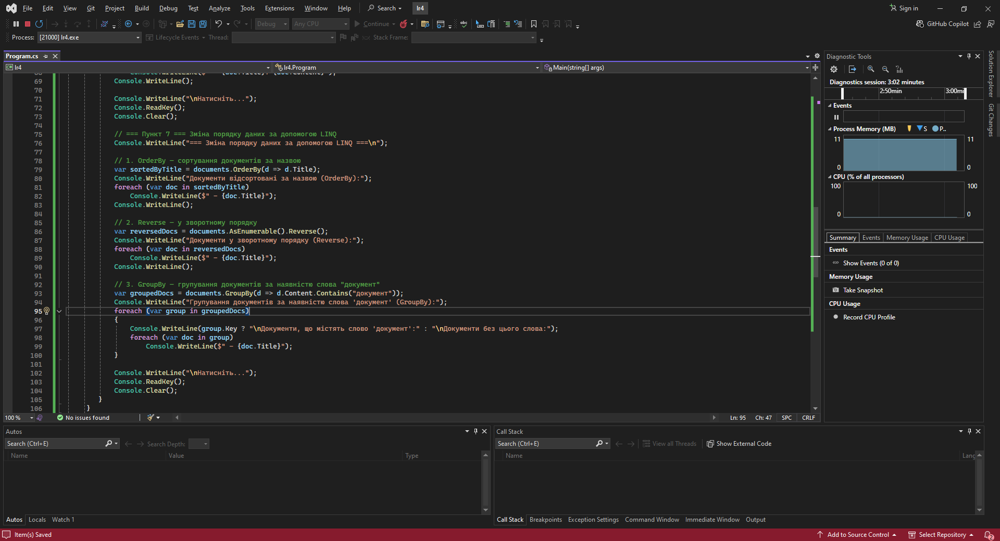 File Edit View Git Project Build Debug Test Analyze Tools Extensions Window Help Search lr4 Sign in
Debug Any CPU Continue GitHub Copilot
Process: [21000] lr4.exe Lifecycle Events Thread: Stack Frame:
Program.cs
lr4 lr4.Program Main(string[] args)
69 Console.WriteLine();
70
71 Console.WriteLine("\nНатисніть...");
72 Console.ReadKey();
73 Console.Clear();
74
75 // === Пункт 7 === Зміна порядку даних за допомогою LINQ
76 Console.WriteLine("=== Зміна порядку даних за допомогою LINQ ===\n");
77
78 // 1. OrderBy – сортування документів за назвою
79 var sortedByTitle = documents.OrderBy(d => d.Title);
80 Console.WriteLine("Документи відсортовані за назвою (OrderBy):");
81 foreach (var doc in sortedByTitle)
82 Console.WriteLine($" – {doc.Title}");
83 Console.WriteLine();
84
85 // 2. Reverse – у зворотному порядку
86 var reversedDocs = documents.AsEnumerable().Reverse();
87 Console.WriteLine("Документи у зворотному порядку (Reverse):");
88 foreach (var doc in reversedDocs)
89 Console.WriteLine($" – {doc.Title}");
90 Console.WriteLine();
91
92 // 3. GroupBy – групування документів за наявністю слова "документ"
93 var groupedDocs = documents.GroupBy(d => d.Content.Contains("документ"));
94 Console.WriteLine("Групування документів за наявністю слова 'документ' (GroupBy):");
95 foreach (var group in groupedDocs)
96 {
97 Console.WriteLine(group.Key ? "\nДокументи, що містять слово 'документ':" : "\nДокументи без цього слова:");
98 foreach (var doc in group)
99 Console.WriteLine($" – {doc.Title}");
100 }
101
102 Console.WriteLine("\nНатисніть...");
103 Console.ReadKey();
104 Console.Clear();
105 }
106 }
100 % No issues found Ln: 95 Ch: 47 SPC CRLF
Diagnostic Tools
Diagnostics session: 3:02 minutes
2:50min 3:00mi
Events
Process Memory (MB) S P..
11 11
0 0
CPU (% of all processors)
100 100
0 0
Summary Events Memory Usage CPU Usage
Events
Show Events (0 of 0)
Memory Usage
Take Snapshot
CPU Usage
Record CPU Profile
Solution Explorer
Git Changes
Autos
Search (Ctrl+E) Search Depth:
Name Value Type
Autos Locals Watch 1
Call Stack
Search (Ctrl+E) View all Threads Show External Code
Name Lang
Call Stack Breakpoints Exception Settings Command Window Immediate Window Output
Item(s) Saved Add to Source Control Select Repository 2